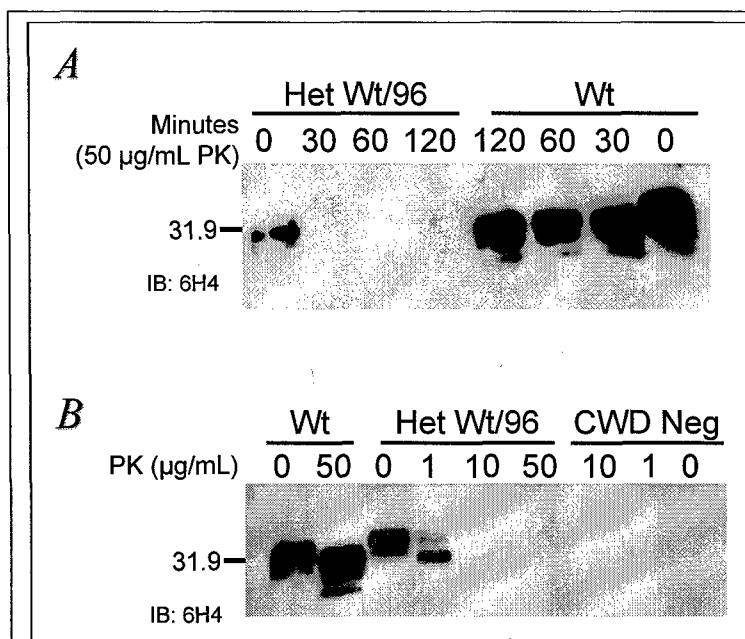 A
Het Wt/96 Wt
Minutes 0 30 60 120 120 60 30 0
(50 µg/mL PK)
31.9
IB: 6H4
B
Wt Het Wt/96 CWD Neg
PK (µg/mL) 0 50 0 1 10 50 10 1 0
31.9
IB: 6H4